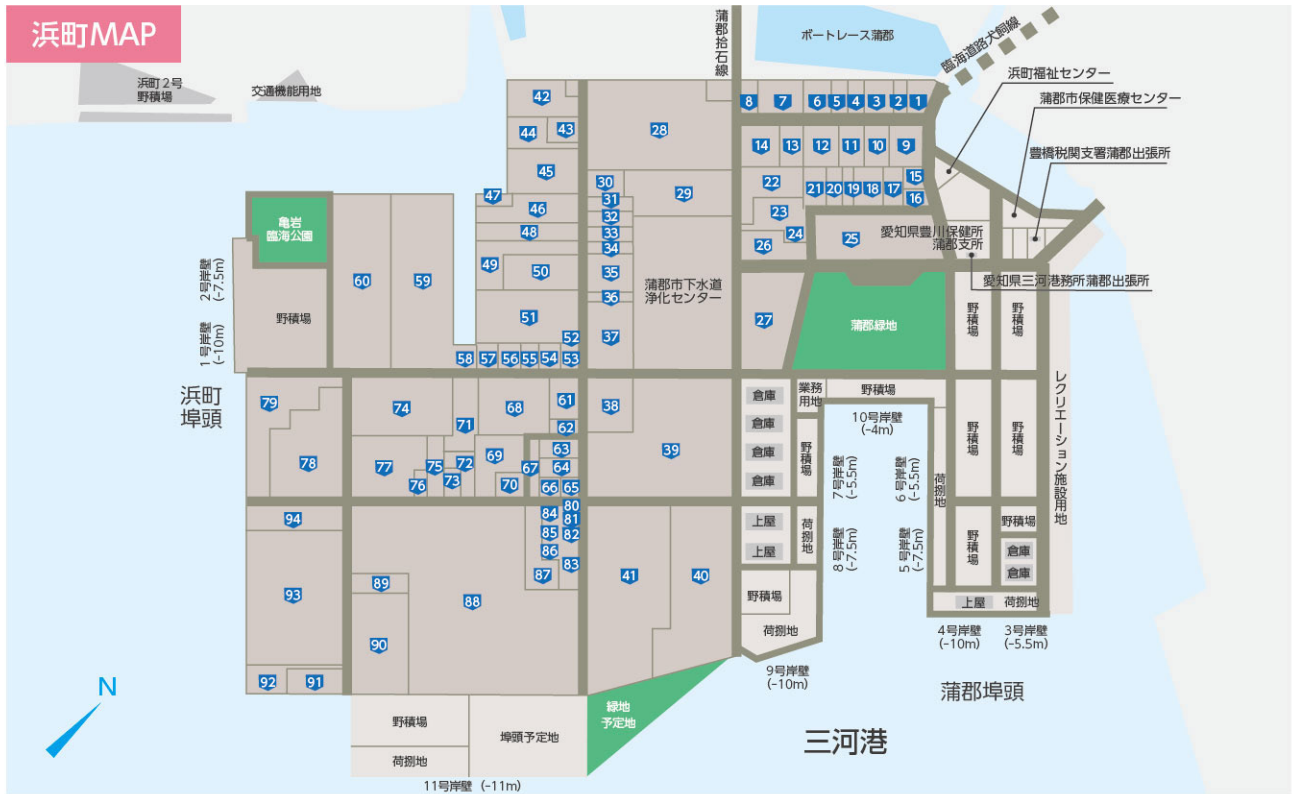 浜町MAP
浜町2号
野積場
交通機能用地
蒲郡拾石線
ボートレース蒲郡
臨海道路犬飼線
浜町福祉センター
蒲郡市保健医療センター
豊橋税関支署蒲郡出張所
42
28
8
7
6
5
4
3
2
1
44
43
14
13
12
11
10
9
45
30
29
22
21
20
19
18
17
15
16
47
46
31
32
23
亀岩
臨海公園
48
33
34
24
25
26
愛知県豊川保健所
蒲郡支所
愛知県三河港務所蒲郡出張所
60
59
49
50
35
36
蒲郡市下水道
浄化センター
2号岸壁
(-7.5m)
野積場
1号岸壁
(-10m)
51
52
37
27
蒲郡緑地
野積場
野積場
58
57
56
55
54
53
浜町
埠頭
79
74
71
68
61
62
38
倉庫
業務
用地
野積場
10号岸壁
(-4m)
レクリエーション施設用地
倉庫
78
77
75
76
72
73
69
70
67
63
64
66
65
39
倉庫
倉庫
野積場
7号岸壁
(-5.5m)
6号岸壁
(-5.5m)
荷捌地
野積場
野積場
94
84
80
81
85
82
86
83
87
上屋
上屋
荷捌地
8号岸壁
(-7.5m)
5号岸壁
(-7.5m)
野積場
野積場
倉庫
倉庫
93
89
88
41
40
90
野積場
荷捌地
上屋
荷捌地
92
91
9号岸壁
(-10m)
4号岸壁
(-10m)
3号岸壁
(-5.5m)
N
蒲郡埠頭
野積場
荷捌地
埠頭予定地
緑地
予定地
三河港
11号岸壁 (-11m)